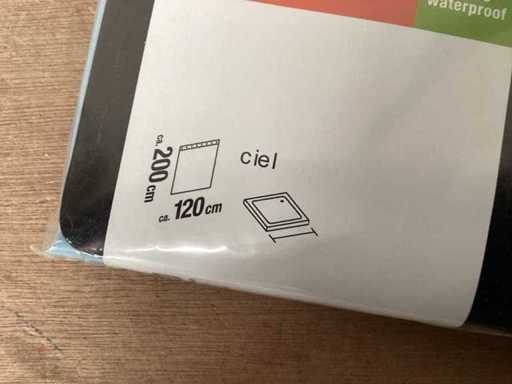 waterproof
ciel
ca. 200 cm
ca. 120 cm